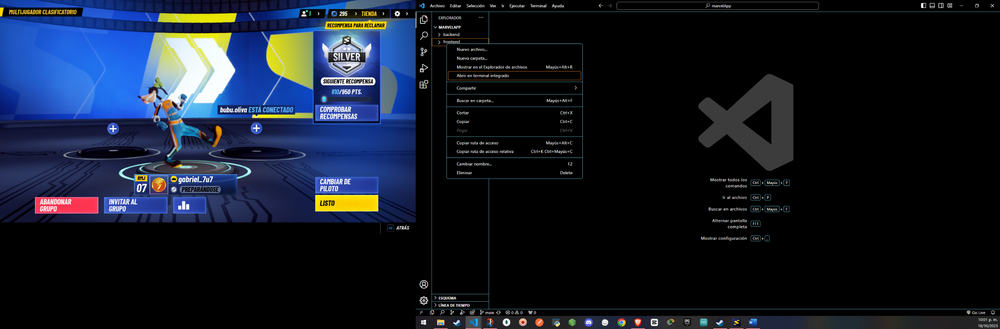 MULTIJUGADOR CLASIFICATORIO
1
295
TIENDA
RECOMPENSA PARA RECLAMAR
SILVER
SIGUIENTE RECOMPENSA
810/950 PTS.
COMPROBAR
RECOMPENSAS
bubu.oliva ESTÁ CONECTADO
RMJ
07
gabriel_7u7
PREPARÁNDOSE
CAMBIAR DE
PILOTO
LISTO
ABANDONAR
GRUPO
INVITAR AL
GRUPO
ESC ATRÁS
Archivo Editar Selección Ver Ir Ejecutar Terminal Ayuda
marvelApp
EXPLORADOR
MARVELAPP
backend
frontend
Nuevo archivo...
Nueva carpeta...
Mostrar en el Explorador de archivos Mayús+Alt+R
Abrir en terminal integrado
Compartir
Buscar en carpeta... Mayús+Alt+F
Cortar Ctrl+X
Copiar Ctrl+C
Pegar Ctrl+V
Copiar ruta de acceso Mayús+Alt+C
Copiar ruta de acceso relativa Ctrl+K Ctrl+Mayús+C
Cambiar nombre... F2
Eliminar Delete
Mostrar todos los
comandos Ctrl + Mayús + P
Ir al archivo Ctrl + P
Buscar en archivos Ctrl + Mayús + F
Alternar pantalla
completa F11
Mostrar configuración Ctrl + ,
ESQUEMA
LÍNEA DE TIEMPO
main 0 0 0
Go Live
EPIC
GAMES
10:01 p. m.
18/10/2023